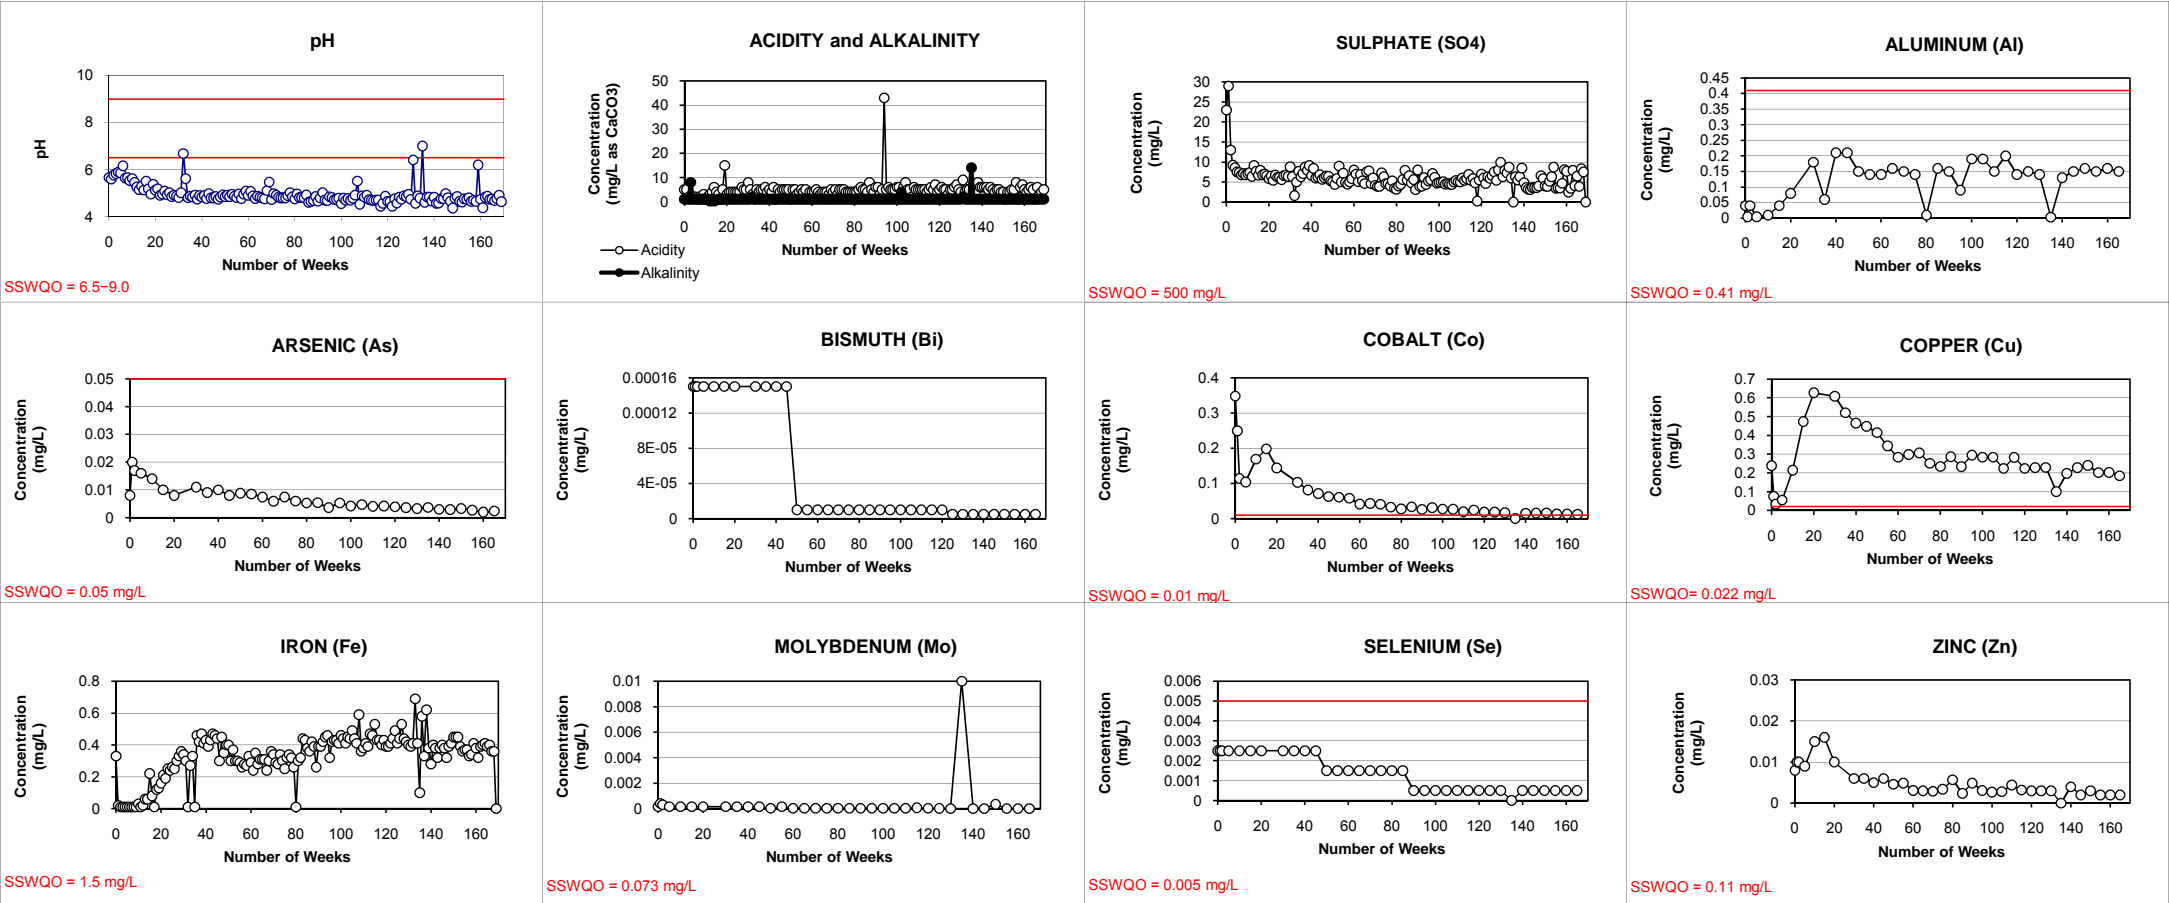 pH
10
8
6
4
0 20 40 60 80 100 120 140 160
pH
Number of Weeks
SSWQO = 6.5−9.0
ACIDITY and ALKALINITY
50
40
30
20
10
0
0 20 40 60 80 100 120 140 160
Concentration
(mg/L as CaCO3)
Number of Weeks
Acidity
Alkalinity
SULPHATE (SO4)
30
25
20
15
10
5
0
0 20 40 60 80 100 120 140 160
Concentration
(mg/L)
Number of Weeks
SSWQO = 500 mg/L
ALUMINUM (Al)
0.45
0.4
0.35
0.3
0.25
0.2
0.15
0.1
0.05
0
0 20 40 60 80 100 120 140 160
Concentration
(mg/L)
Number of Weeks
SSWQO = 0.41 mg/L
ARSENIC (As)
0.05
0.04
0.03
0.02
0.01
0
0 20 40 60 80 100 120 140 160
Concentration
(mg/L)
Number of Weeks
SSWQO = 0.05 mg/L
BISMUTH (Bi)
0.00016
0.00012
8E-05
4E-05
0
0 20 40 60 80 100 120 140 160
Concentration
(mg/L)
Number of Weeks
COBALT (Co)
0.4
0.3
0.2
0.1
0
0 20 40 60 80 100 120 140 160
Concentration
(mg/L)
Number of Weeks
SSWQO = 0.01 mg/L
COPPER (Cu)
0.7
0.6
0.5
0.4
0.3
0.2
0.1
0
0 20 40 60 80 100 120 140 160
Concentration
(mg/L)
Number of Weeks
SSWQO= 0.022 mg/L
IRON (Fe)
0.8
0.6
0.4
0.2
0
0 20 40 60 80 100 120 140 160
Concentration
(mg/L)
Number of Weeks
SSWQO = 1.5 mg/L
MOLYBDENUM (Mo)
0.01
0.008
0.006
0.004
0.002
0
0 20 40 60 80 100 120 140 160
Concentration
(mg/L)
Number of Weeks
SSWQO = 0.073 mg/L
SELENIUM (Se)
0.006
0.005
0.004
0.003
0.002
0.001
0
0 20 40 60 80 100 120 140 160
Concentration
(mg/L)
Number of Weeks
SSWQO = 0.005 mg/L
ZINC (Zn)
0.03
0.02
0.01
0
0 20 40 60 80 100 120 140 160
Concentration
(mg/L)
Number of Weeks
SSWQO = 0.11 mg/L